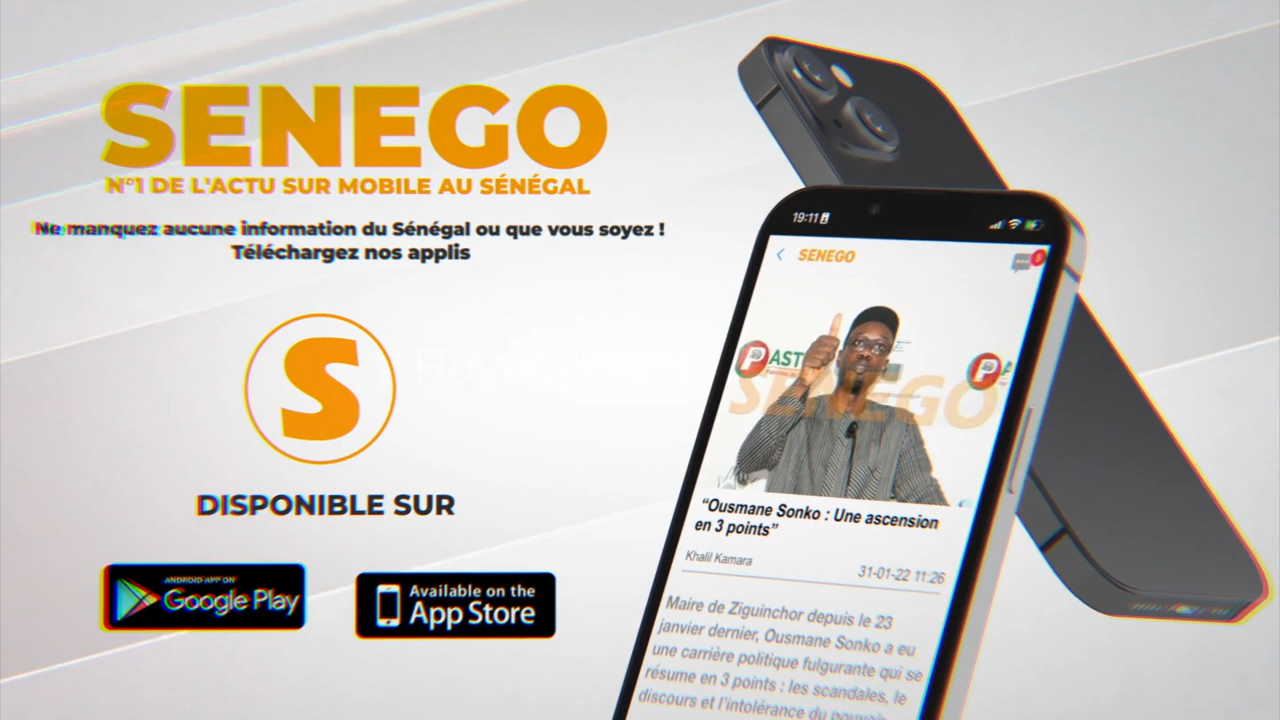 SENEGO
N°1 DE L'ACTU SUR MOBILE AU SÉNÉGAL
Ne manquez aucune information du Sénégal ou que vous soyez !
Téléchargez nos applis
S
DISPONIBLE SUR
ANDROID APP ON
Google Play
Available on the
App Store
19:11
SENEGO
SENEGO
“Ousmane Sonko : Une ascension
en 3 points”
Khalil Kamara
31-01-22 11:26
Maire de Ziguinchor depuis le 23
janvier dernier, Ousmane Sonko a eu
une carrière politique fulgurante qui se
résume en 3 points : les scandales, le
discours et l'intolérance du pouvoir